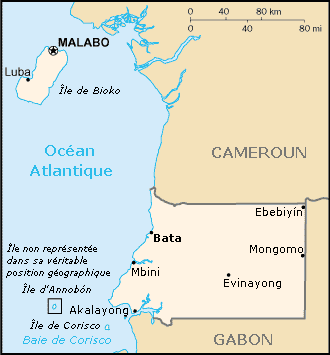 0 40 80 km
0 40 80 mi
MALABO
Luba
Île de Bioko
Océan
Atlantique
CAMEROUN
Ebebiyín
Bata
Île non représentée
dans sa véritable
position géographique
Mongomo
Mbini
Evinayong
Île d'Annobón
Akalayong
Île de Corisco
Baie de Corisco
GABON